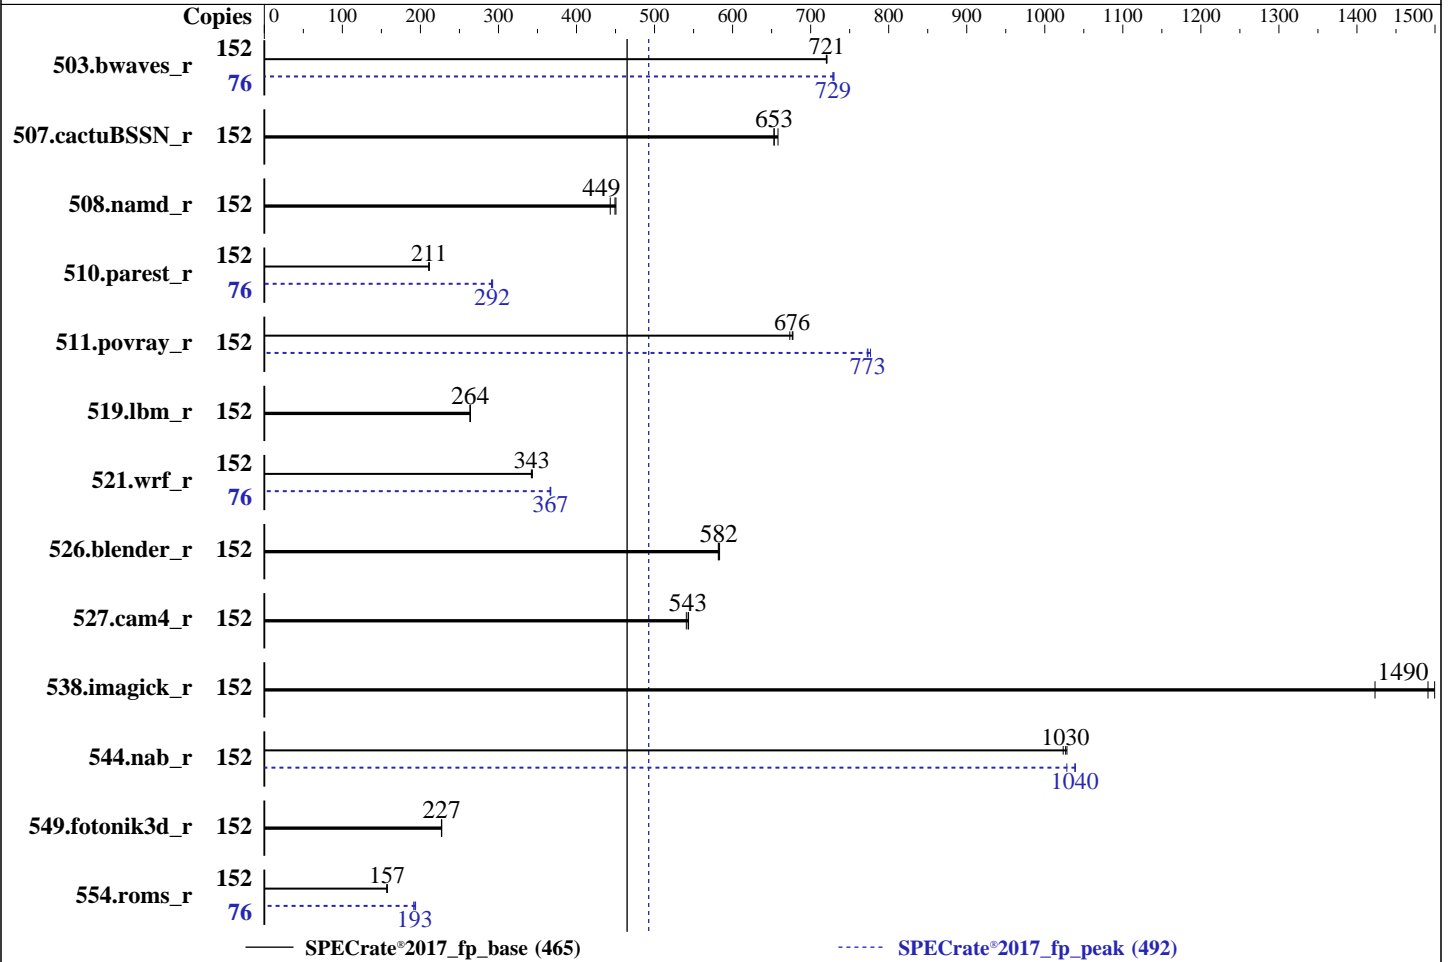 Copies 0 100 200 300 400 500 600 700 800 900 1000 1100 1200 1300 1400 1500
503.bwaves_r 152 721
76 729
507.cactuBSSN_r 152 653
508.namd_r 152 449
510.parest_r 152 211
76 292
511.povray_r 152 676
773
519.lbm_r 152 264
521.wrf_r 152 343
76 367
526.blender_r 152 582
527.cam4_r 152 543
538.imagick_r 152 1490
544.nab_r 152 1030
1040
549.fotonik3d_r 152 227
554.roms_r 152 157
76 193
SPECrate®2017_fp_base (465) SPECrate®2017_fp_peak (492)